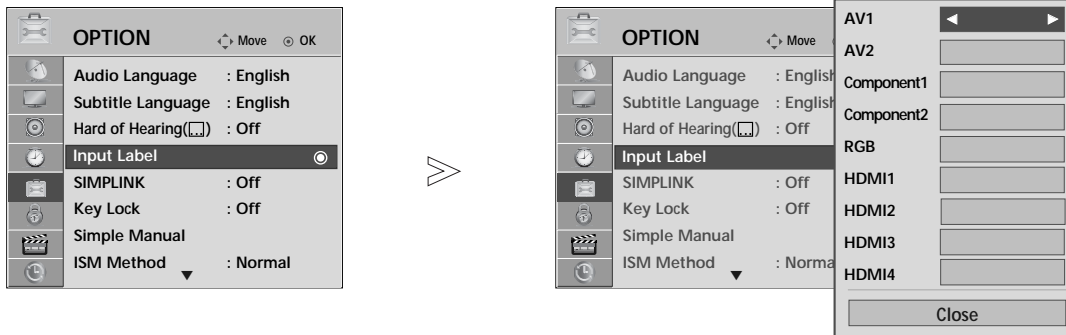 OPTION
Move
OK
Audio Language : English
Subtitle Language : English
Hard of Hearing( ) : Off
Input Label
SIMPLINK : Off
Key Lock : Off
Simple Manual
ISM Method : Normal
OPTION
Move
Audio Language : English
Subtitle Language : English
Hard of Hearing( ) : Off
Input Label
SIMPLINK : Off
Key Lock : Off
Simple Manual
ISM Method : Norma
AV1
AV2
Component1
Component2
RGB
HDMI1
HDMI2
HDMI3
HDMI4
Close